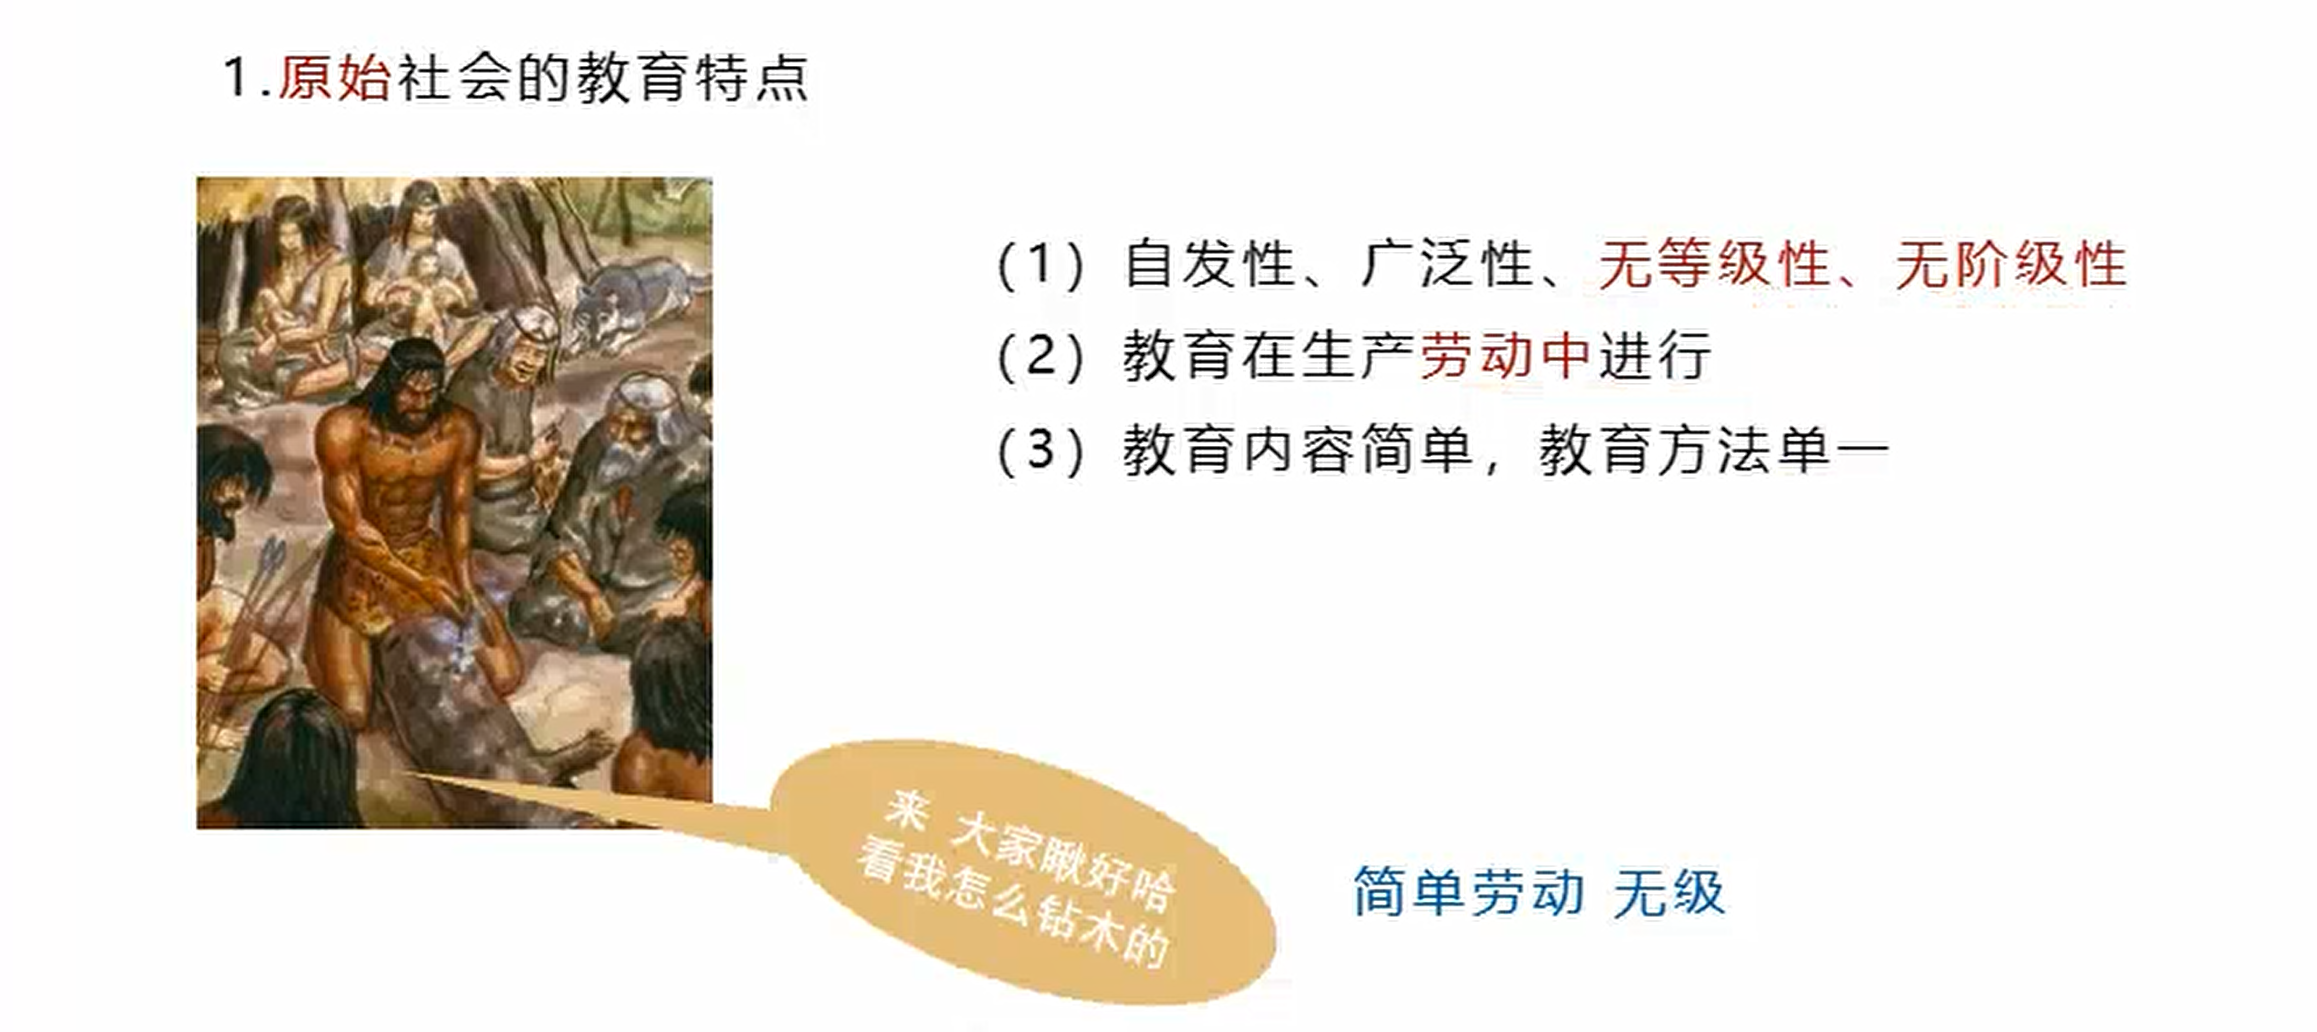 1.原始社会的教育特点
（1）自发性、广泛性、无等级性、无阶级性
（2）教育在生产劳动中进行
（3）教育内容简单，教育方法单一
来 大家瞅好哈
看我怎么钻木的
简单劳动 无级